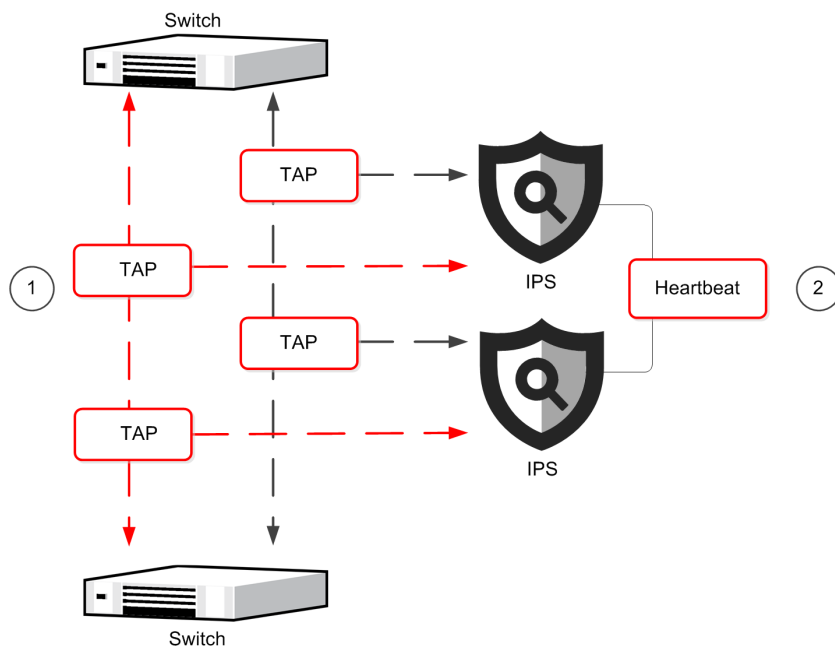 Switch
TAP
TAP
1
IPS
Heartbeat
2
TAP
TAP
IPS
Switch